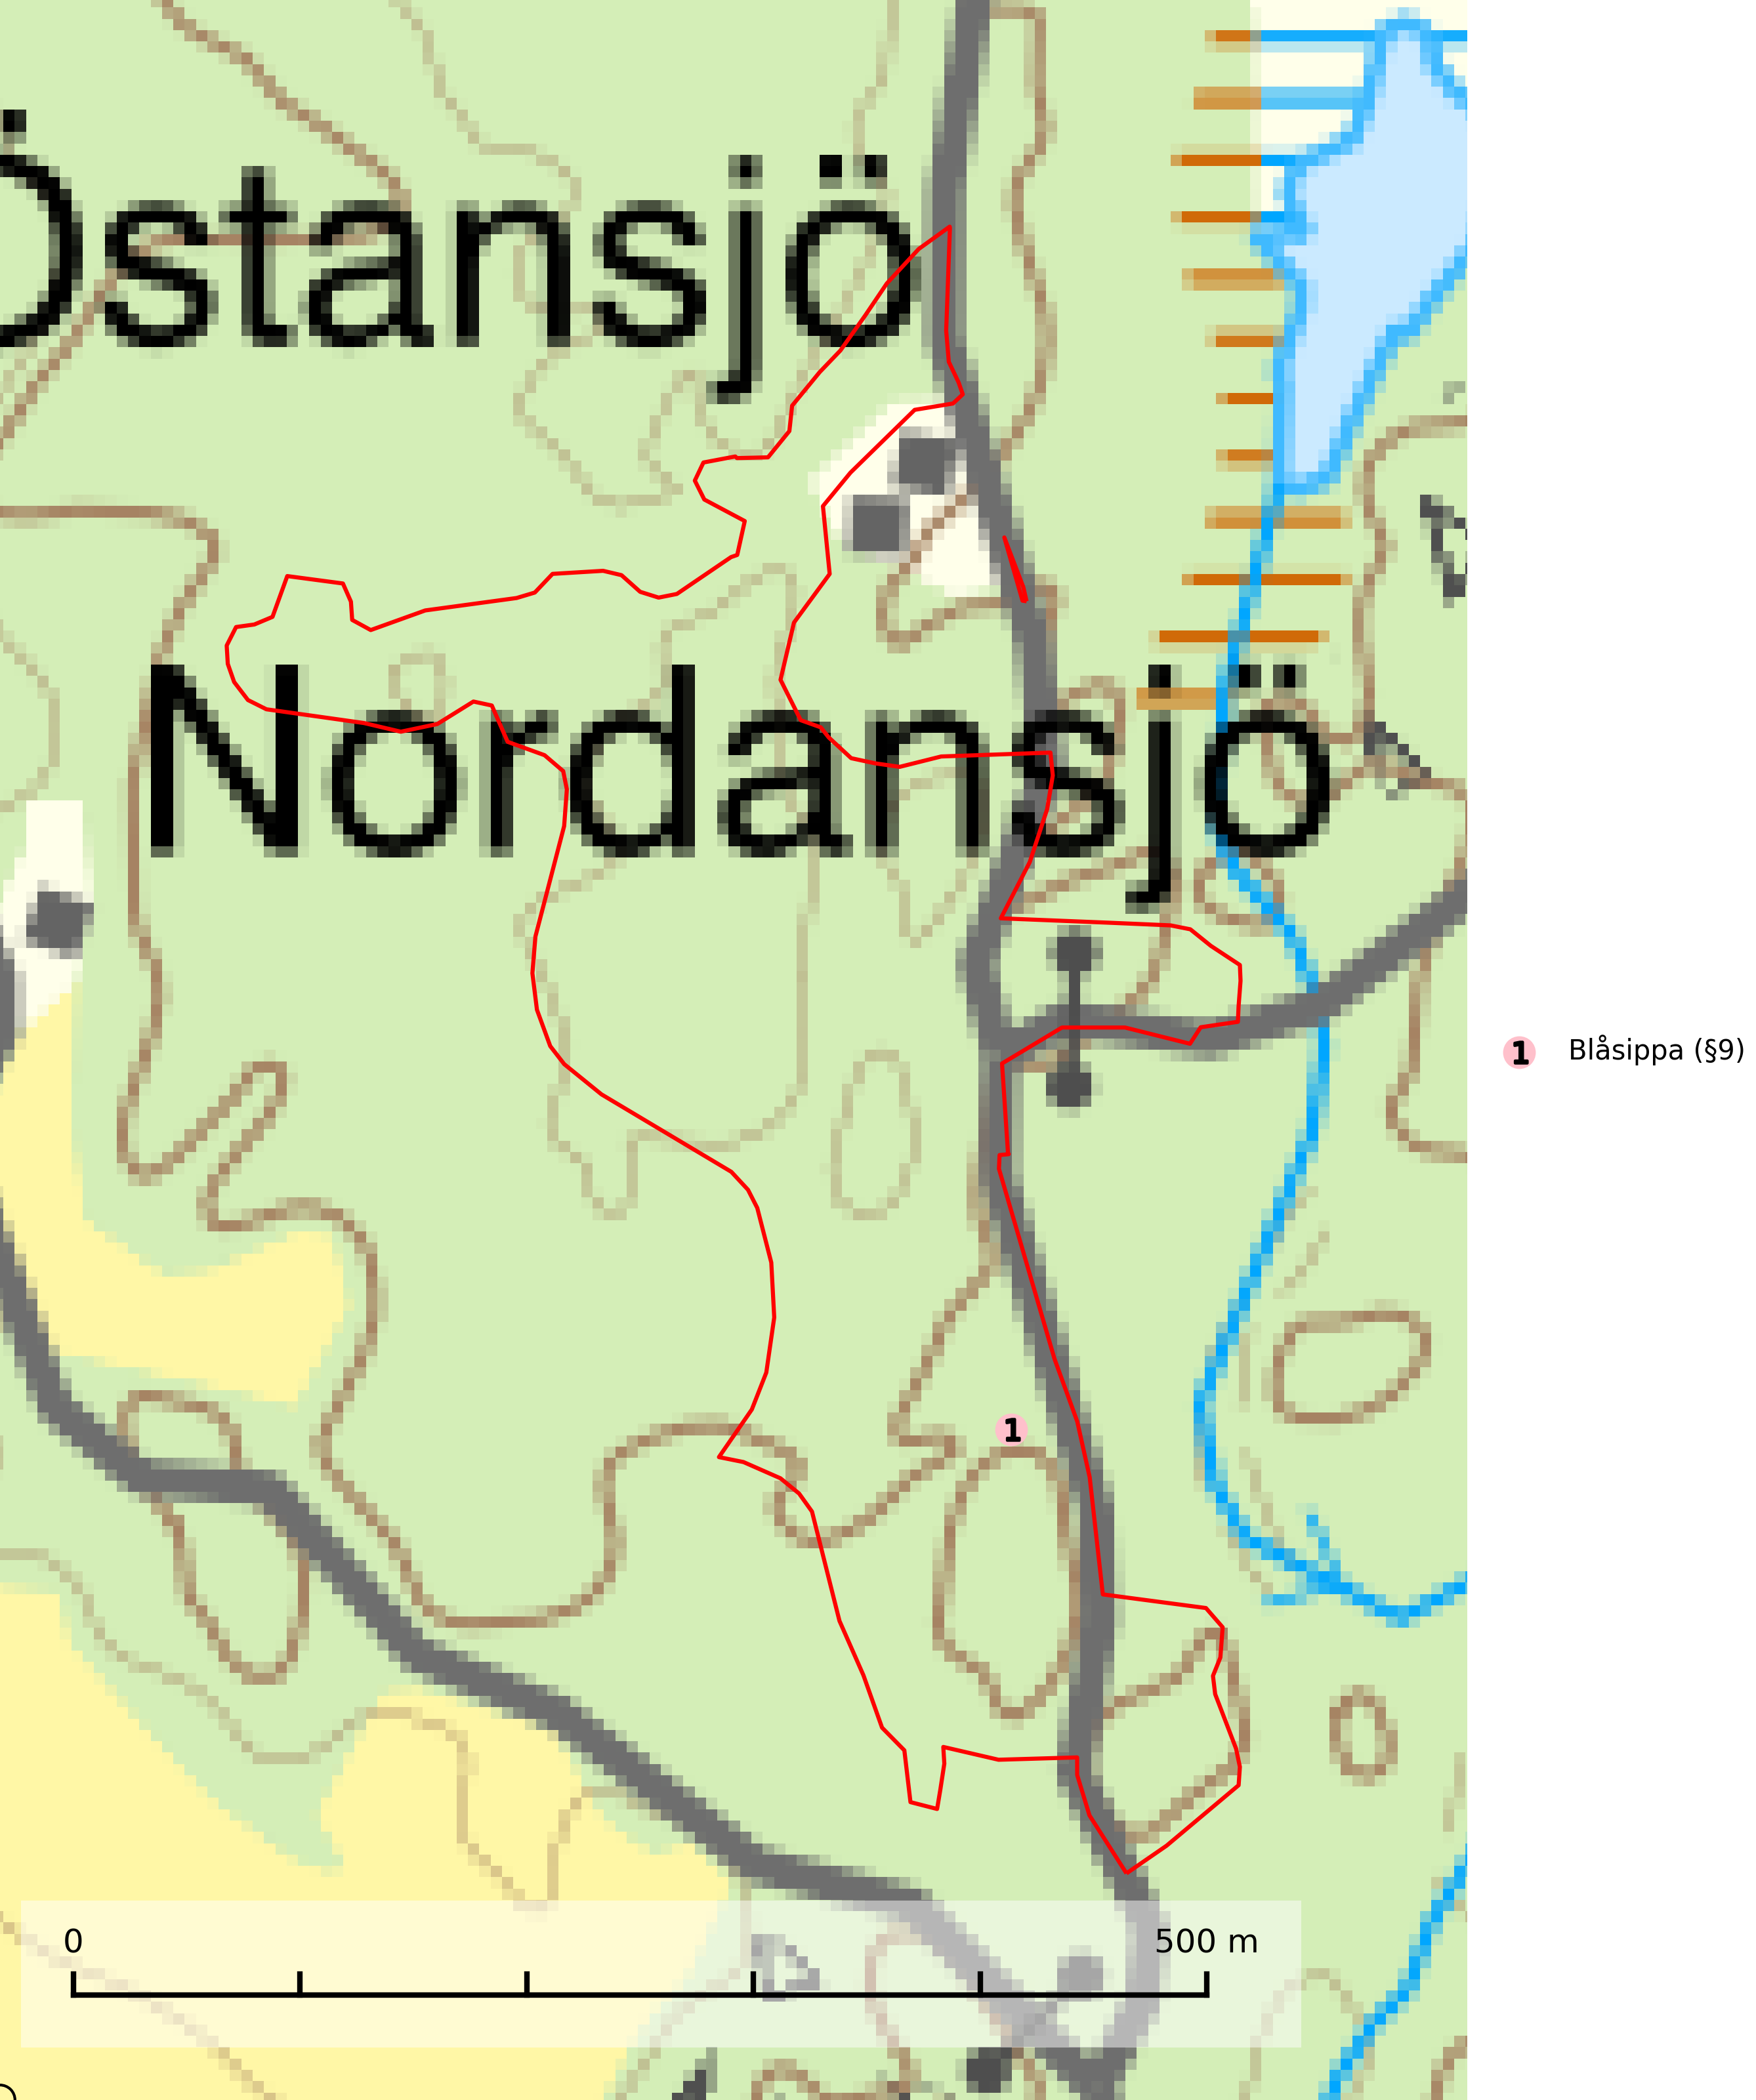 Östansjö
Nordansjö
1 Blåsippa (§9)
1
0 500 m